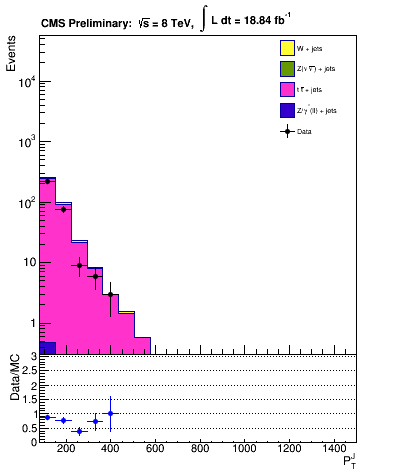 CMS Preliminary: √s = 8 TeV, ∫ L dt = 18.84 fb⁻¹
Events
W + jets
Z(ν ν̅) + jets
t t̅ + jets
Z/γ*(ll) + jets
Data
10⁴
10³
10²
10
1
Data/MC
3
2.5
2
1.5
1
0.5
0
200 400 600 800 1000 1200 1400
P_T^J